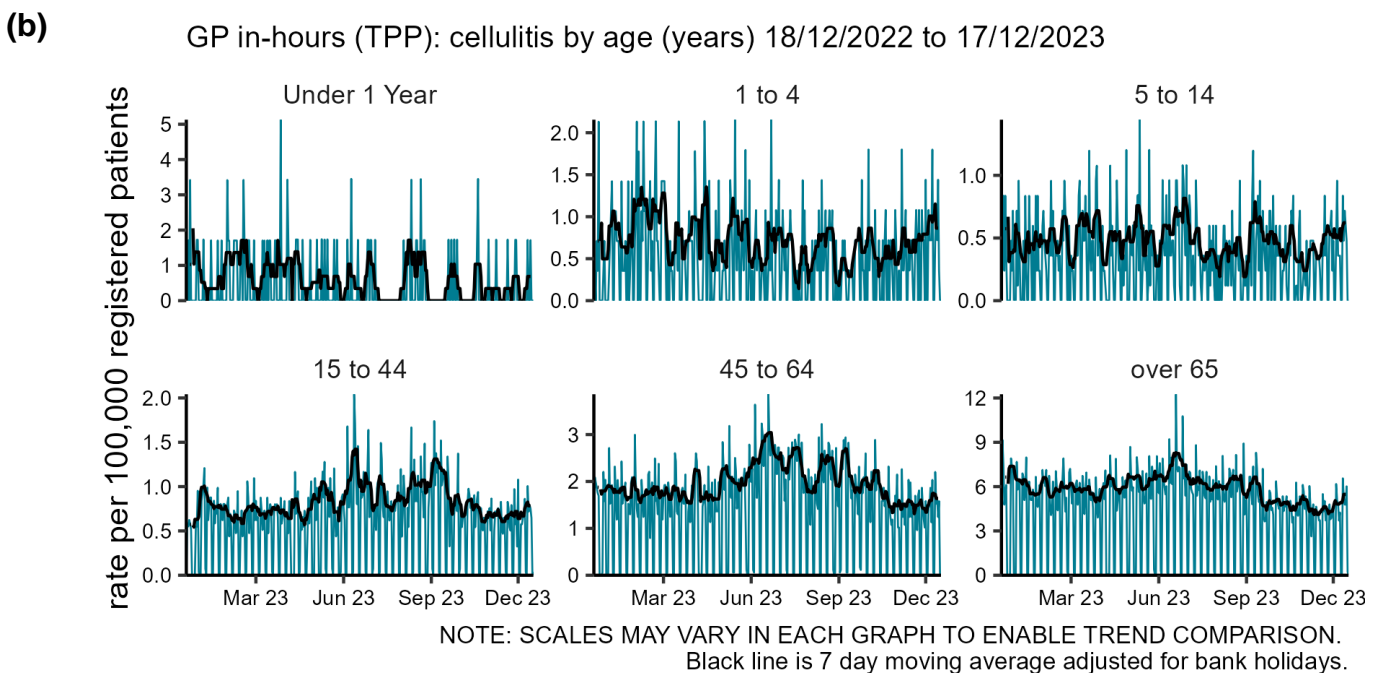 (b)
GP in-hours (TPP): cellulitis by age (years) 18/12/2022 to 17/12/2023
rate per 100,000 registered patients
Under 1 Year
5
4
3
2
1
0
1 to 4
2.0
1.5
1.0
0.5
0.0
5 to 14
1.0
0.5
0.0
15 to 44
2.0
1.5
1.0
0.5
0.0
Mar 23 Jun 23 Sep 23 Dec 23
45 to 64
3
2
1
0
Mar 23 Jun 23 Sep 23 Dec 23
over 65
12
9
6
3
0
Mar 23 Jun 23 Sep 23 Dec 23
NOTE: SCALES MAY VARY IN EACH GRAPH TO ENABLE TREND COMPARISON.
Black line is 7 day moving average adjusted for bank holidays.